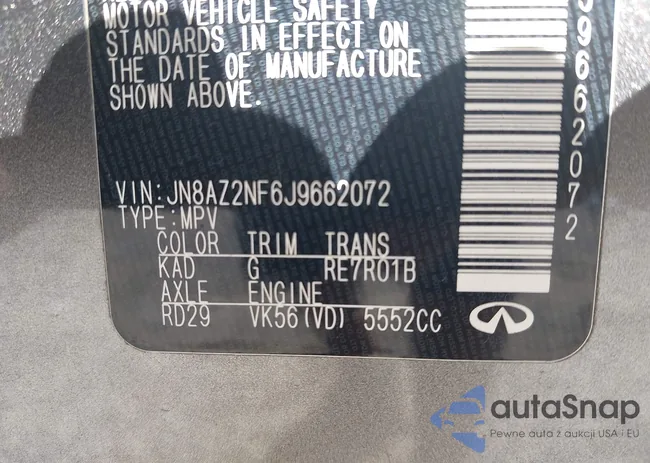 MOTOR VEHICLE SAFETY
STANDARDS IN EFFECT ON
THE DATE OF MANUFACTURE
SHOWN ABOVE.
VIN:JN8AZ2NF6J9662072
TYPE:MPV
COLOR TRIM TRANS
KAD G RE7R01B
AXLE ENGINE
RD29 VK56(VD) 5552CC
9662072
autaSnap
Pewne auta z aukcji USA i EU